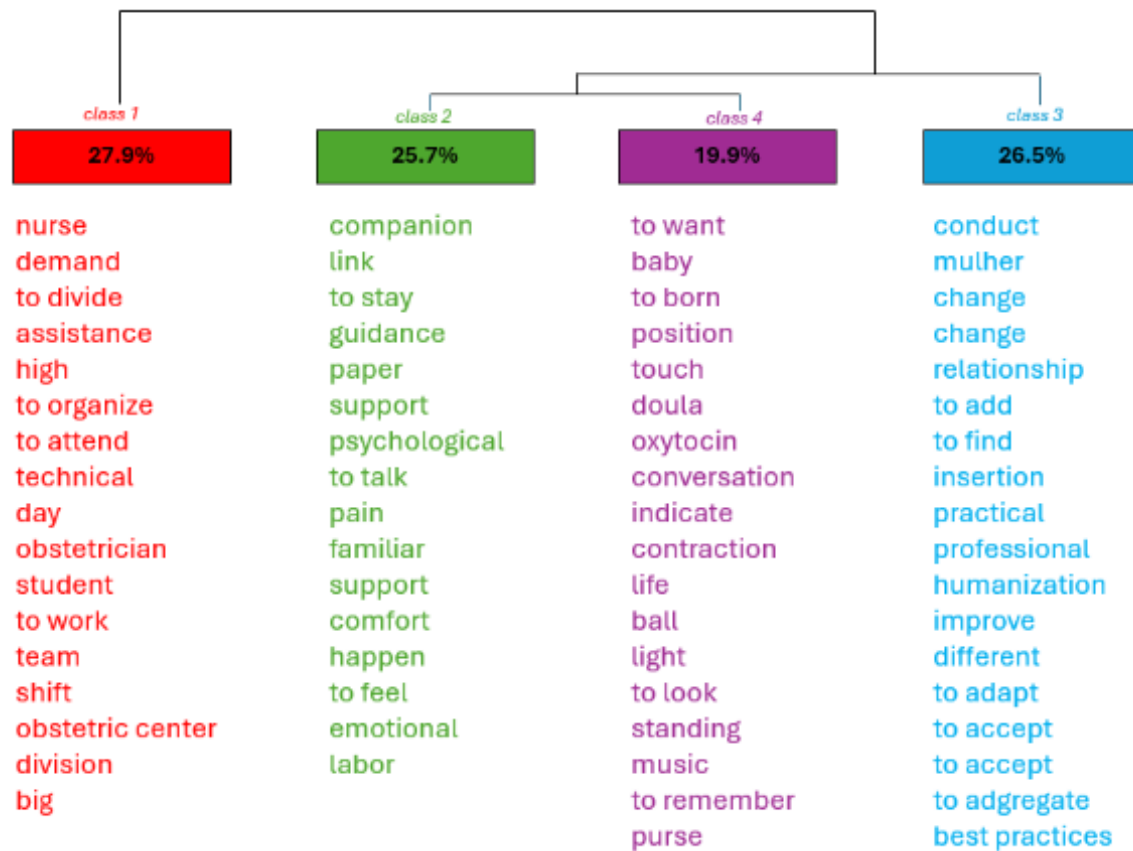 class 1
27.9%
nurse
demand
to divide
assistance
high
to organize
to attend
technical
day
obstetrician
student
to work
team
shift
obstetric center
division
big
class 2
25.7%
companion
link
to stay
guidance
paper
support
psychological
to talk
pain
familiar
support
comfort
happen
to feel
emotional
labor
class 4
19.9%
to want
baby
to born
position
touch
doula
oxytocin
conversation
indicate
contraction
life
ball
light
to look
standing
music
to remember
purse
class 3
26.5%
conduct
mulher
change
change
relationship
to add
to find
insertion
practical
professional
humanization
improve
different
to adapt
to accept
to accept
to adgregate
best practices